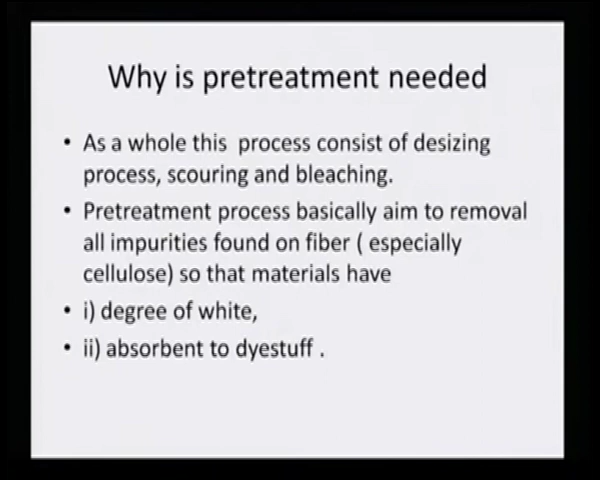 Why is pretreatment needed
• As a whole this process consist of desizing
process, scouring and bleaching.
• Pretreatment process basically aim to removal
all impurities found on fiber ( especially
cellulose) so that materials have
• i) degree of white,
• ii) absorbent to dyestuff .